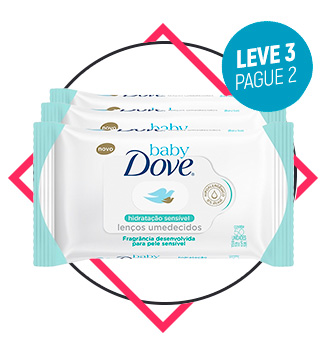 LEVE 3
PAGUE 2
novo
baby
Dove
hidratação sensível
lenços umedecidos
Fragrância desenvolvida
para pele sensível